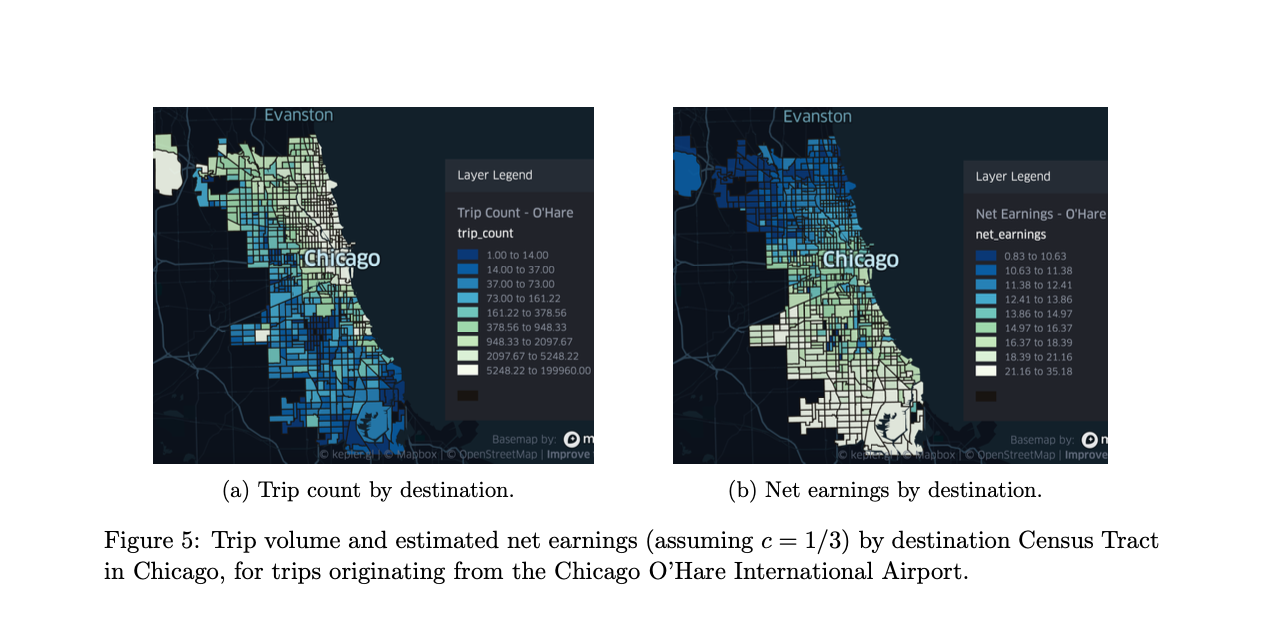 Evanston
Chicago
Layer Legend
Trip Count - O'Hare
trip_count
1.00 to 14.00
14.00 to 37.00
37.00 to 73.00
73.00 to 161.22
161.22 to 378.56
378.56 to 948.33
948.33 to 2097.67
2097.67 to 5248.22
5248.22 to 199960.00
Basemap by: m
© kepler.gl | © Mapbox | © OpenStreetMap | Improve
Evanston
Chicago
Layer Legend
Net Earnings - O'Hare
net_earnings
0.83 to 10.63
10.63 to 11.38
11.38 to 12.41
12.41 to 13.86
13.86 to 14.97
14.97 to 16.37
16.37 to 18.39
18.39 to 21.16
21.16 to 35.18
Basemap by: m
© kepler.gl | © Mapbox | © OpenStreetMap | Improve
(a) Trip count by destination.
(b) Net earnings by destination.
Figure 5: Trip volume and estimated net earnings (assuming c = 1/3) by destination Census Tract
in Chicago, for trips originating from the Chicago O'Hare International Airport.